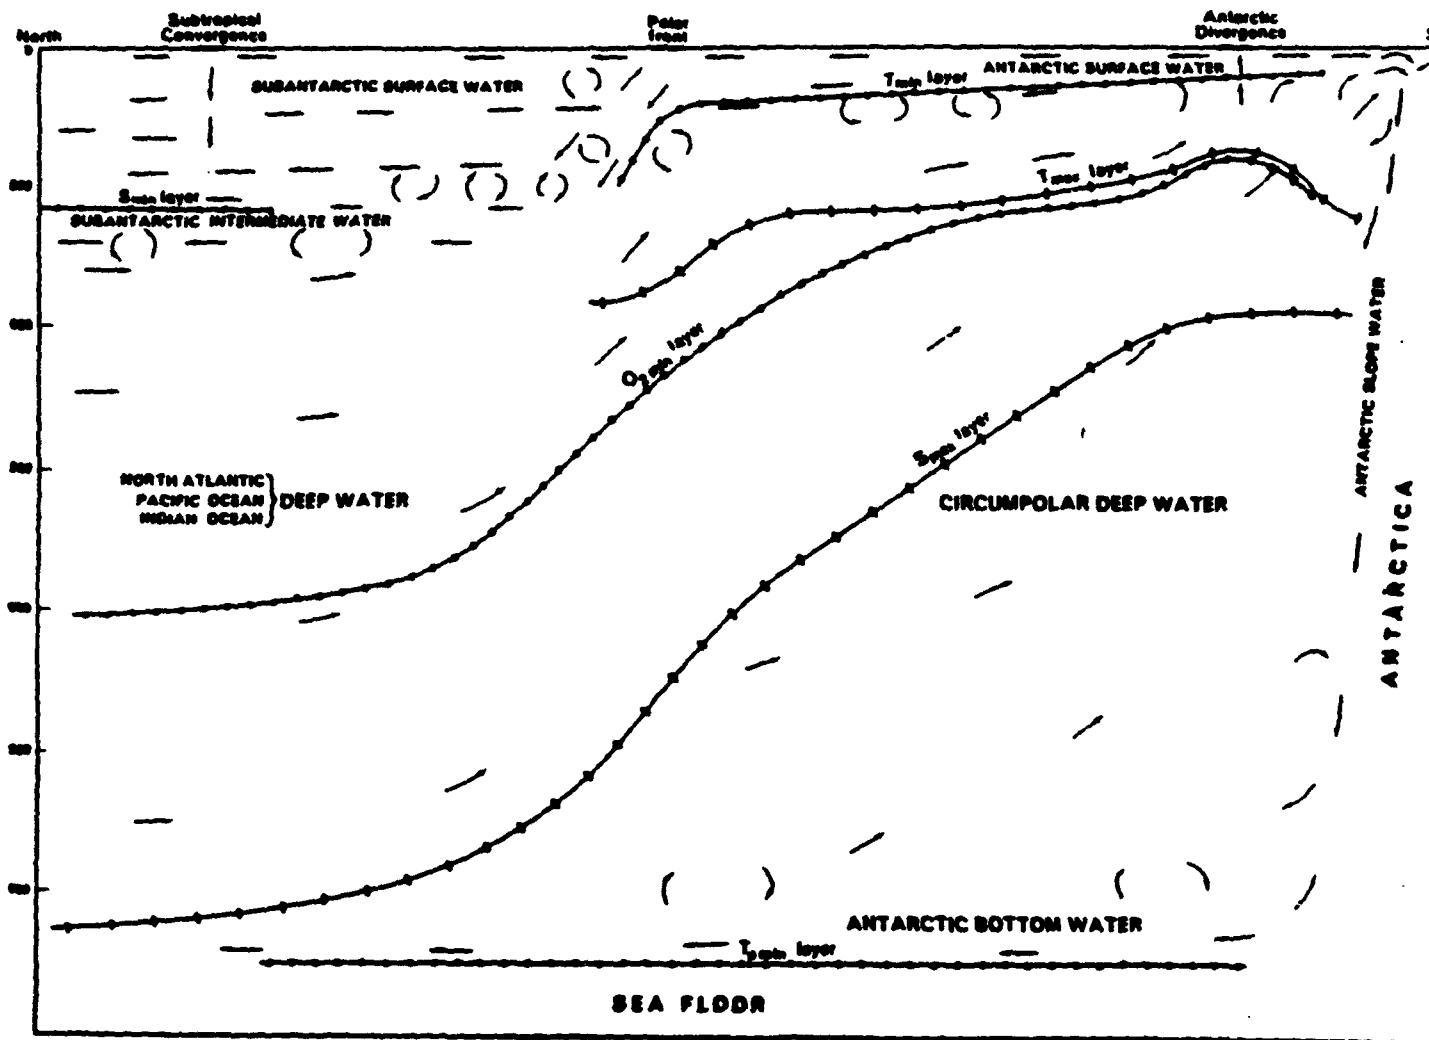 North
Subtropical
Convergence
Polar
front
Antarctic
Divergence
S
0
SUBANTARCTIC SURFACE WATER
Tmin layer
ANTARCTIC SURFACE WATER
Smin layer
SUBANTARCTIC INTERMEDIATE WATER
Tmax layer
O2 min layer
Smax layer
NORTH ATLANTIC
PACIFIC OCEAN
INDIAN OCEAN
DEEP WATER
CIRCUMPOLAR DEEP WATER
ANTARCTIC SLOPE WATER
ANTARCTICA
ANTARCTIC BOTTOM WATER
layer
SEA FLOOR